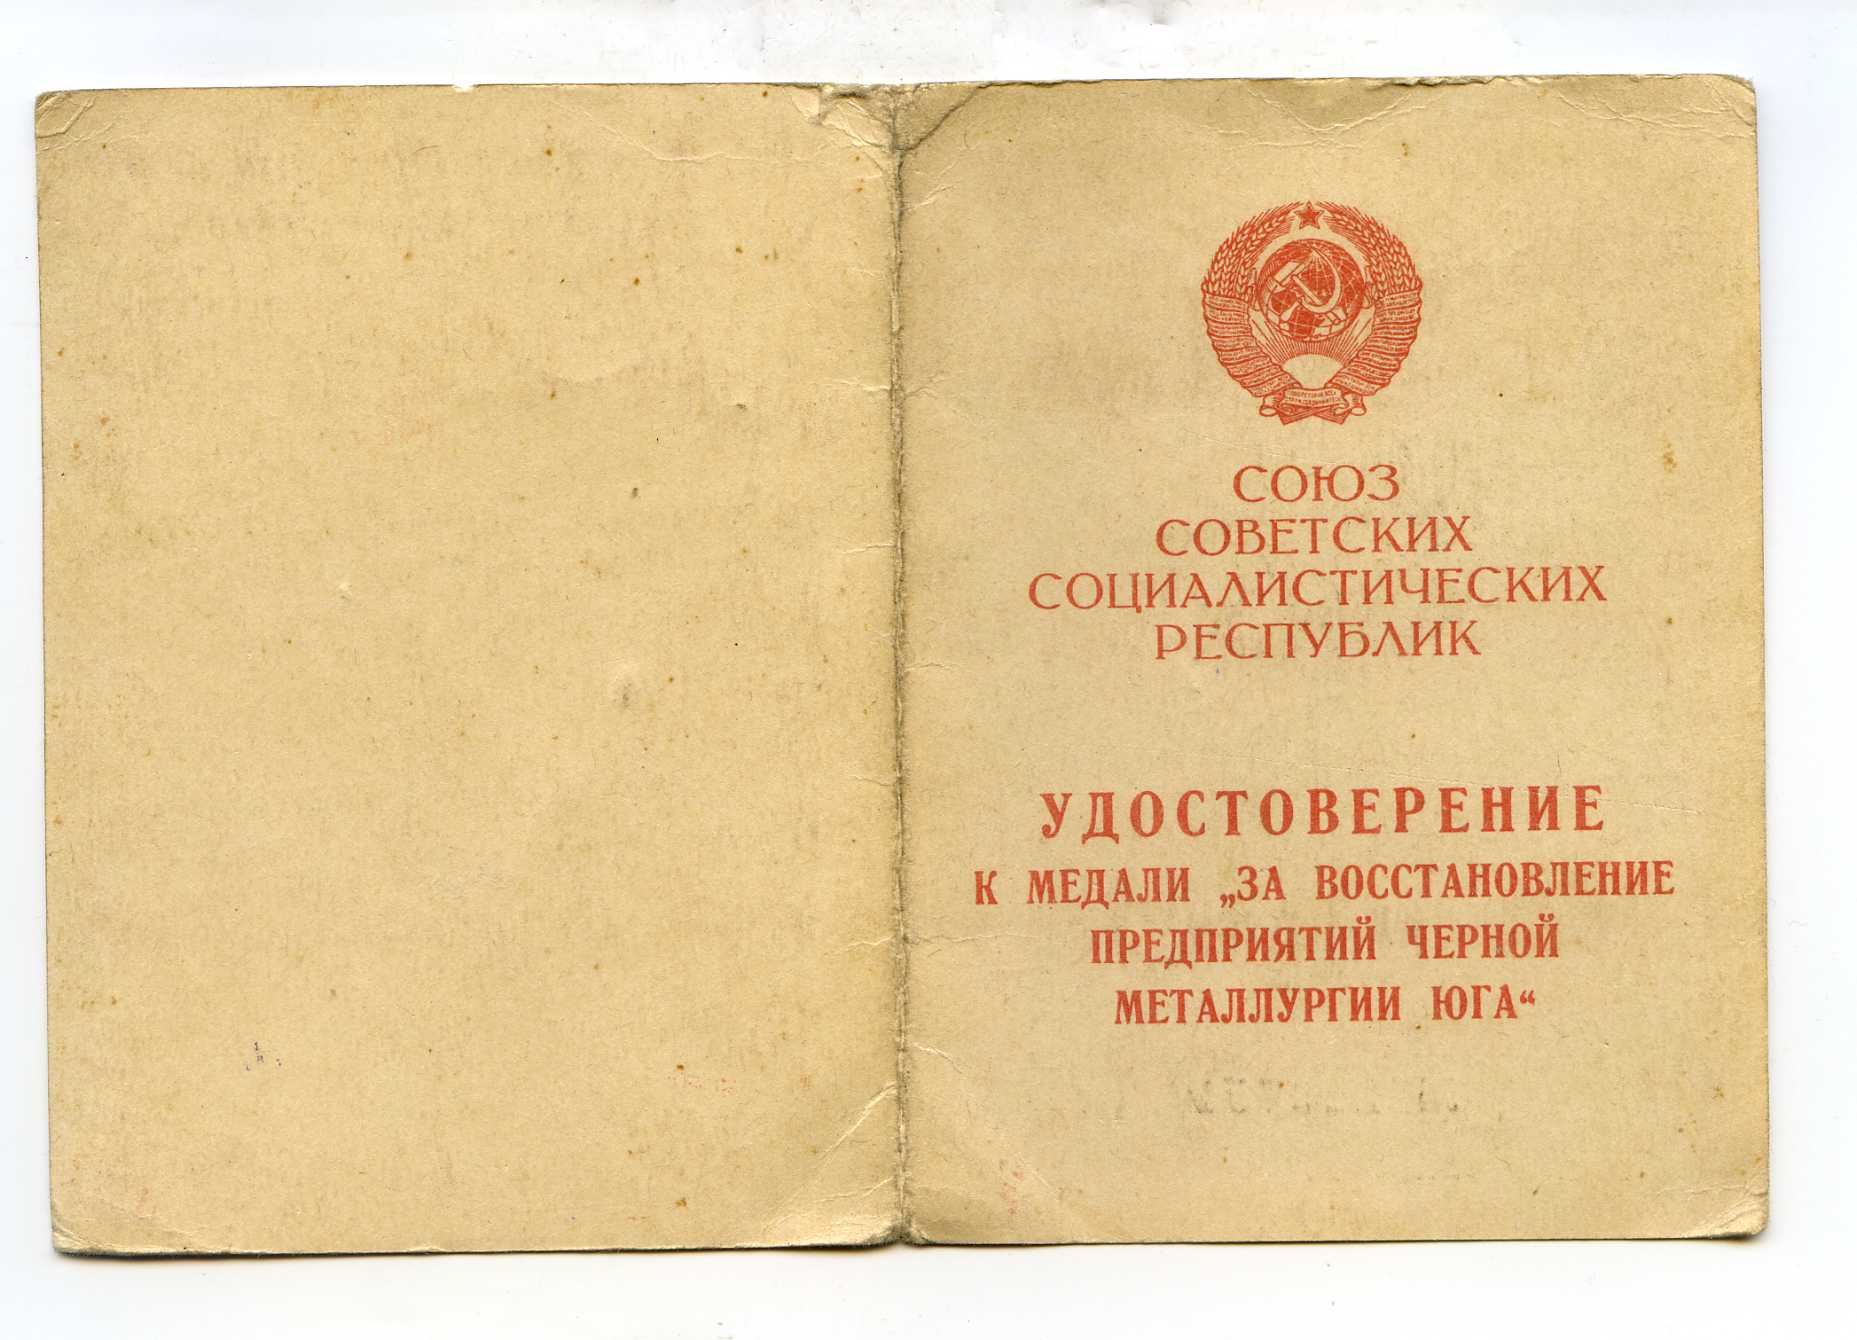 СОЮЗ
СОВЕТСКИХ
СОЦИАЛИСТИЧЕСКИХ
РЕСПУБЛИК
УДОСТОВЕРЕНИЕ
К МЕДАЛИ „ЗА ВОССТАНОВЛЕНИЕ
ПРЕДПРИЯТИЙ ЧЕРНОЙ
МЕТАЛЛУРГИИ ЮГА“